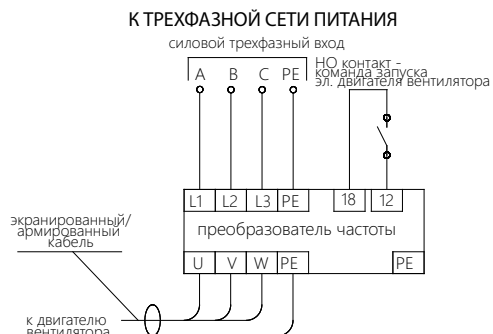 К ТРЕХФАЗНОЙ СЕТИ ПИТАНИЯ
силовой трехфазный вход
A B C PE
НО контакт -
команда запуска
эл. двигателя вентилятора
L1 L2 L3 PE 18 12
преобразователь частоты
U V W PE PE
экранированный/
армированный
кабель
к двигателю
вентилятора